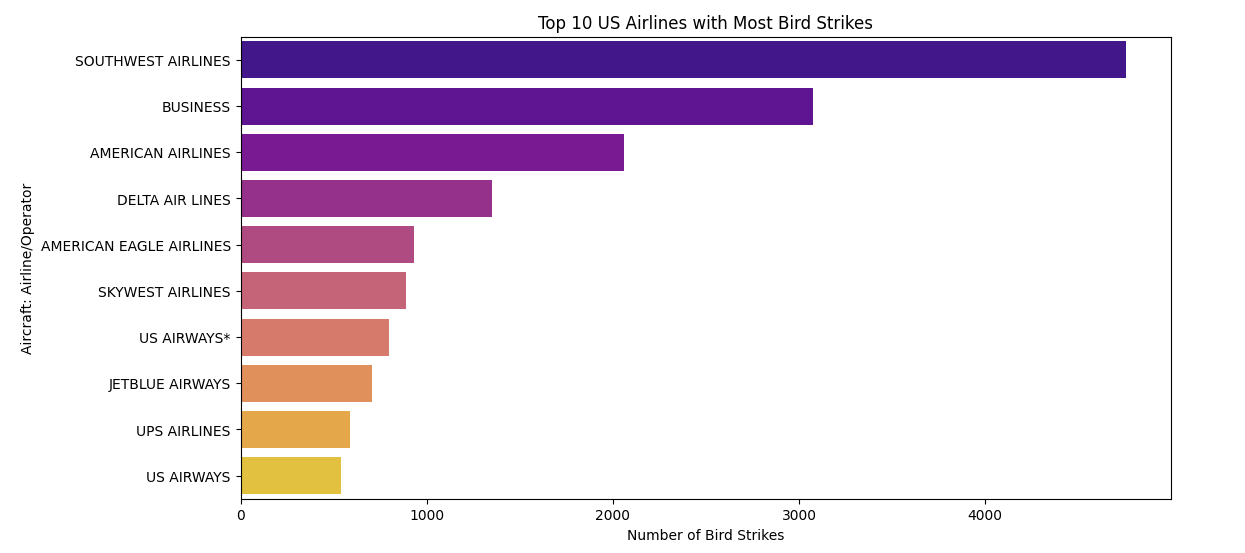 Top 10 US Airlines with Most Bird Strikes
Aircraft: Airline/Operator
SOUTHWEST AIRLINES
BUSINESS
AMERICAN AIRLINES
DELTA AIR LINES
AMERICAN EAGLE AIRLINES
SKYWEST AIRLINES
US AIRWAYS*
JETBLUE AIRWAYS
UPS AIRLINES
US AIRWAYS
0 1000 2000 3000 4000
Number of Bird Strikes